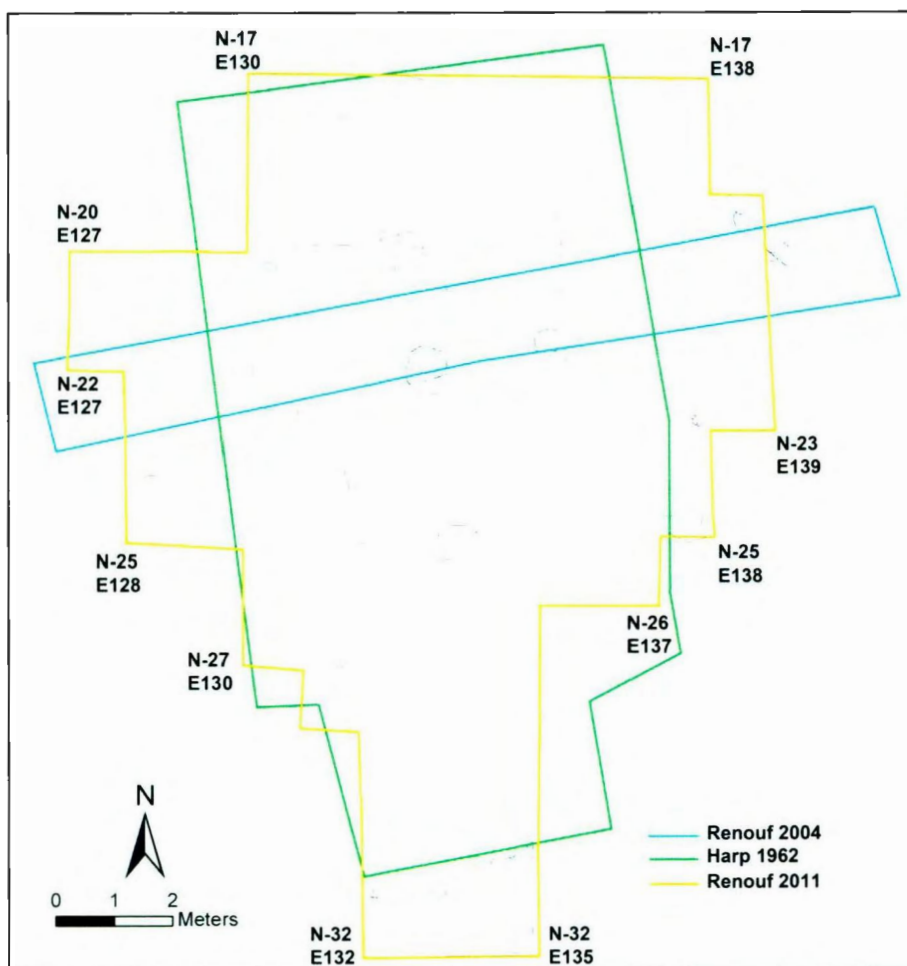 N-17
E130
N-17
E138
N-20
E127
N-22
E127
N-23
E139
N-25
E128
N-25
E138
N-26
E137
N-27
E130
N
Renouf 2004
Harp 1962
Renouf 2011
0 1 2
Meters
N-32
E132
N-32
E135